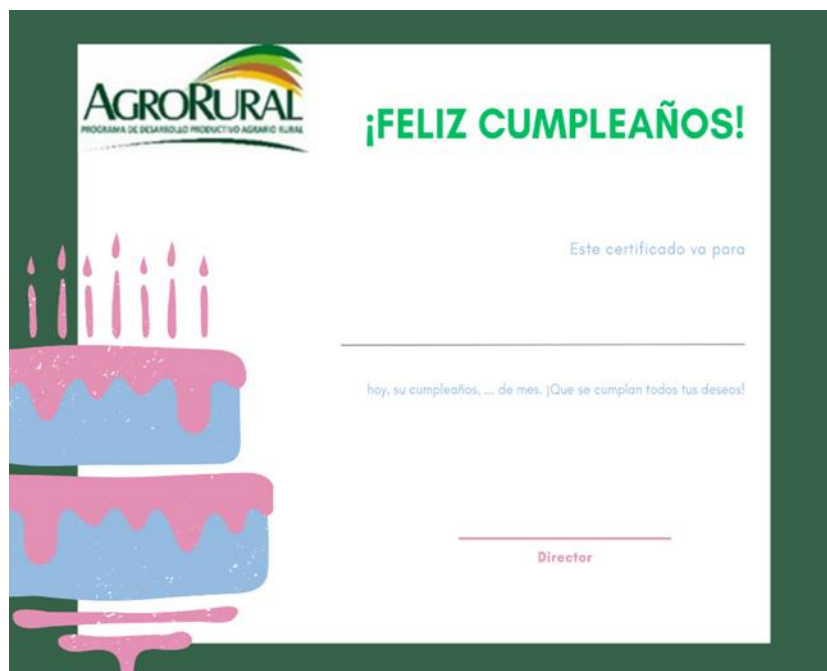 AGRORURAL
PROGRAMA DE DESARROLLO PRODUCTIVO AGRARIO RURAL
¡FELIZ CUMPLEAÑOS!
Este certificado va para
hoy, su cumpleaños, ... de mes. ¡Que se cumplan todos tus deseos!
Director